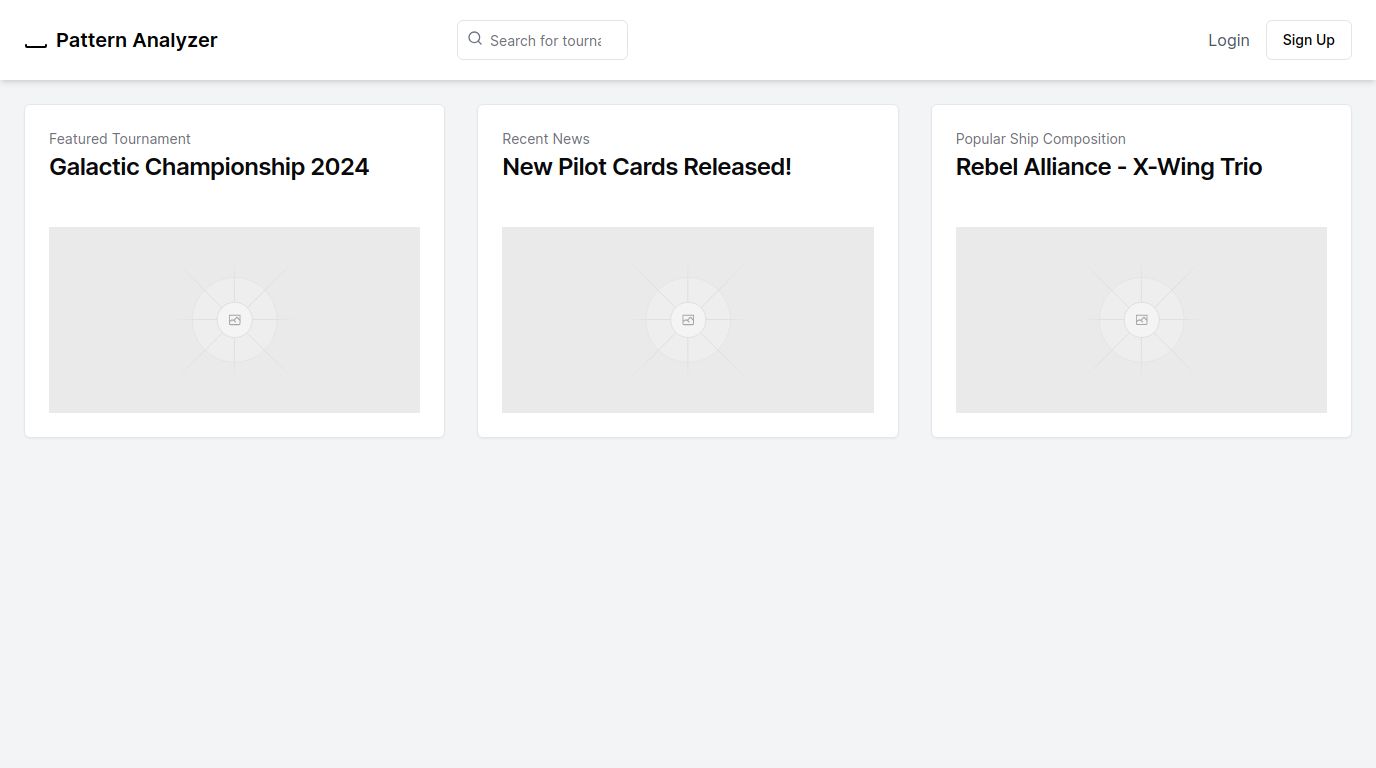 Pattern Analyzer
Search for tourna
Login
Sign Up
Featured Tournament
Galactic Championship 2024
Recent News
New Pilot Cards Released!
Popular Ship Composition
Rebel Alliance - X-Wing Trio